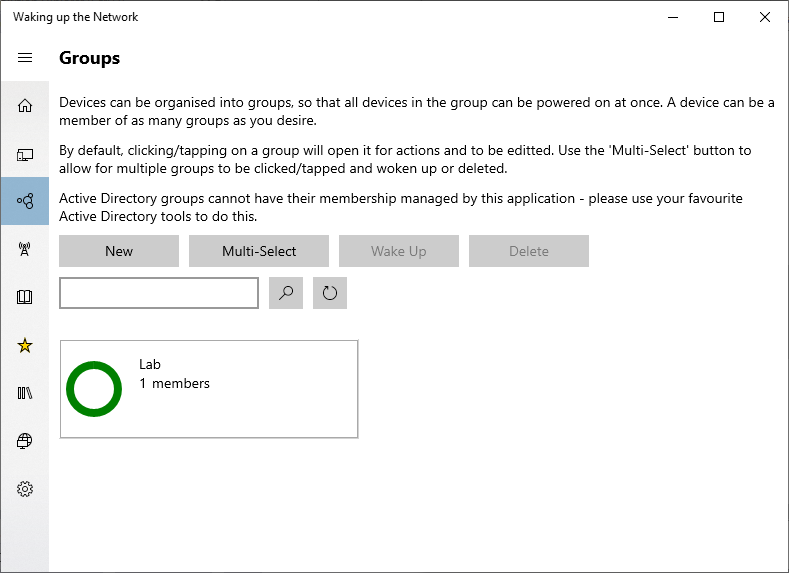 Waking up the Network
Groups
Devices can be organised into groups, so that all devices in the group can be powered on at once. A device can be a
member of as many groups as you desire.
By default, clicking/tapping on a group will open it for actions and to be editted. Use the 'Multi-Select' button to
allow for multiple groups to be clicked/tapped and woken up or deleted.
Active Directory groups cannot have their membership managed by this application - please use your favourite
Active Directory tools to do this.
New
Multi-Select
Wake Up
Delete
Lab
1 members